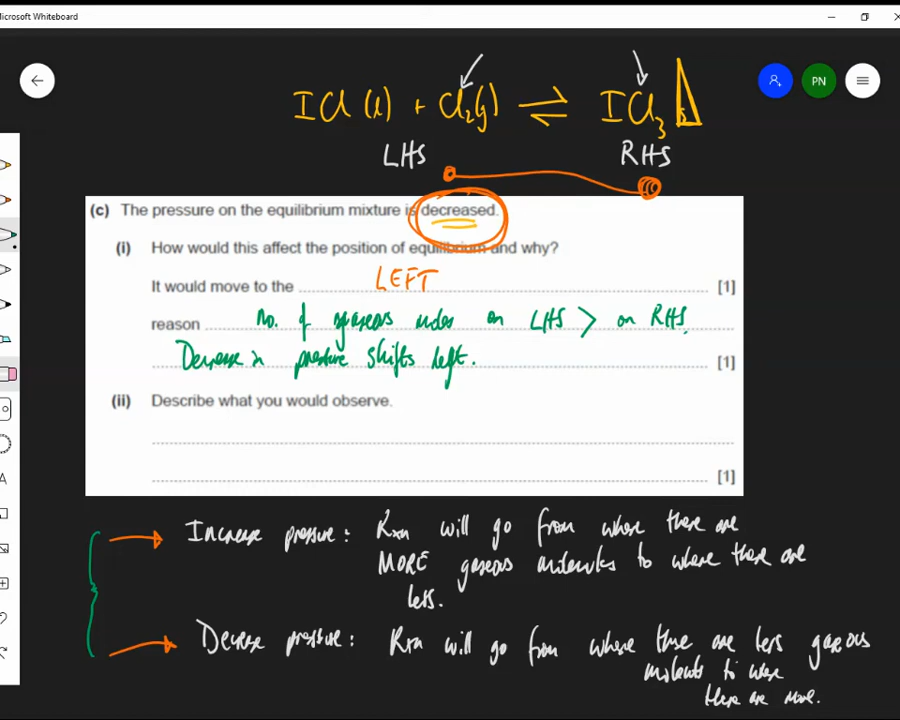 Microsoft Whiteboard
PN
ICl (l) + Cl₂(g) ⇌ ICl₃
LHS RHS
(c) The pressure on the equilibrium mixture is decreased.
(i) How would this affect the position of equilibrium and why?
It would move to the LEFT [1]
reason No. of gaseous moles on LHS > on RHS.
Decrease in pressure shifts left. [1]
(ii) Describe what you would observe.
[1]
Increase pressure: Rxn will go from where there are
MORE gaseous molecules to where there are
less.
Decrease pressure: Rxn will go from where there are less gaseous
molecules to where
there are more.